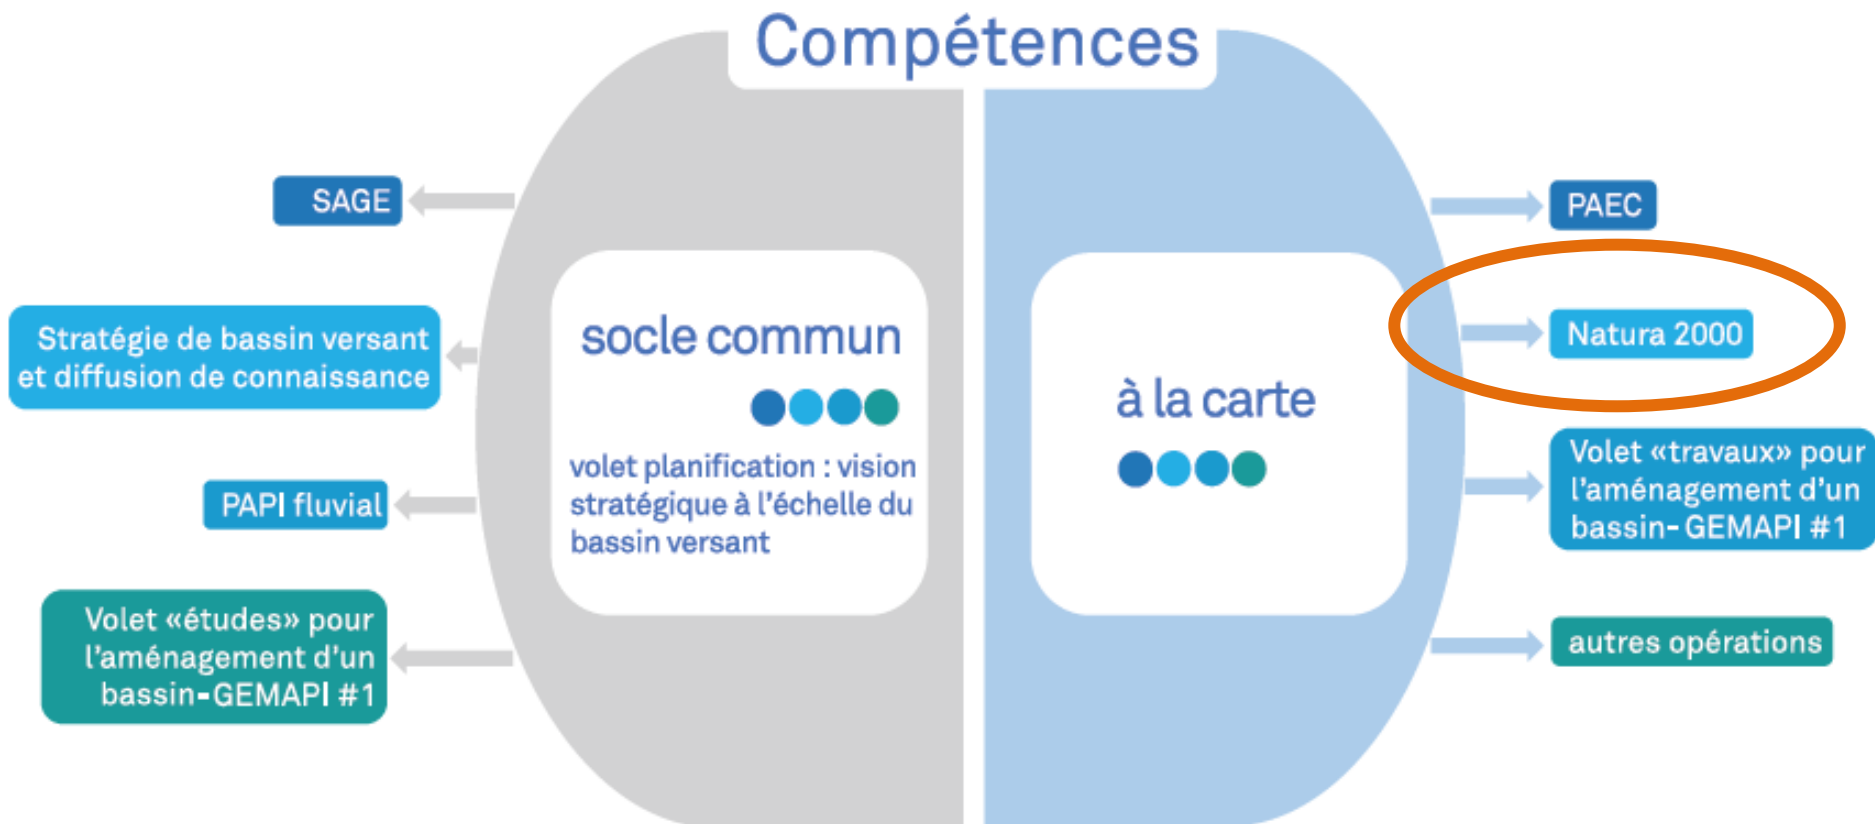 Compétences
SAGE
Stratégie de bassin versant
et diffusion de connaissance
PAPI fluvial
Volet «études» pour
l'aménagement d'un
bassin-GEMAPI #1
socle commun
volet planification : vision
stratégique à l'échelle du
bassin versant
à la carte
PAEC
Natura 2000
Volet «travaux» pour
l'aménagement d'un
bassin-GEMAPI #1
autres opérations